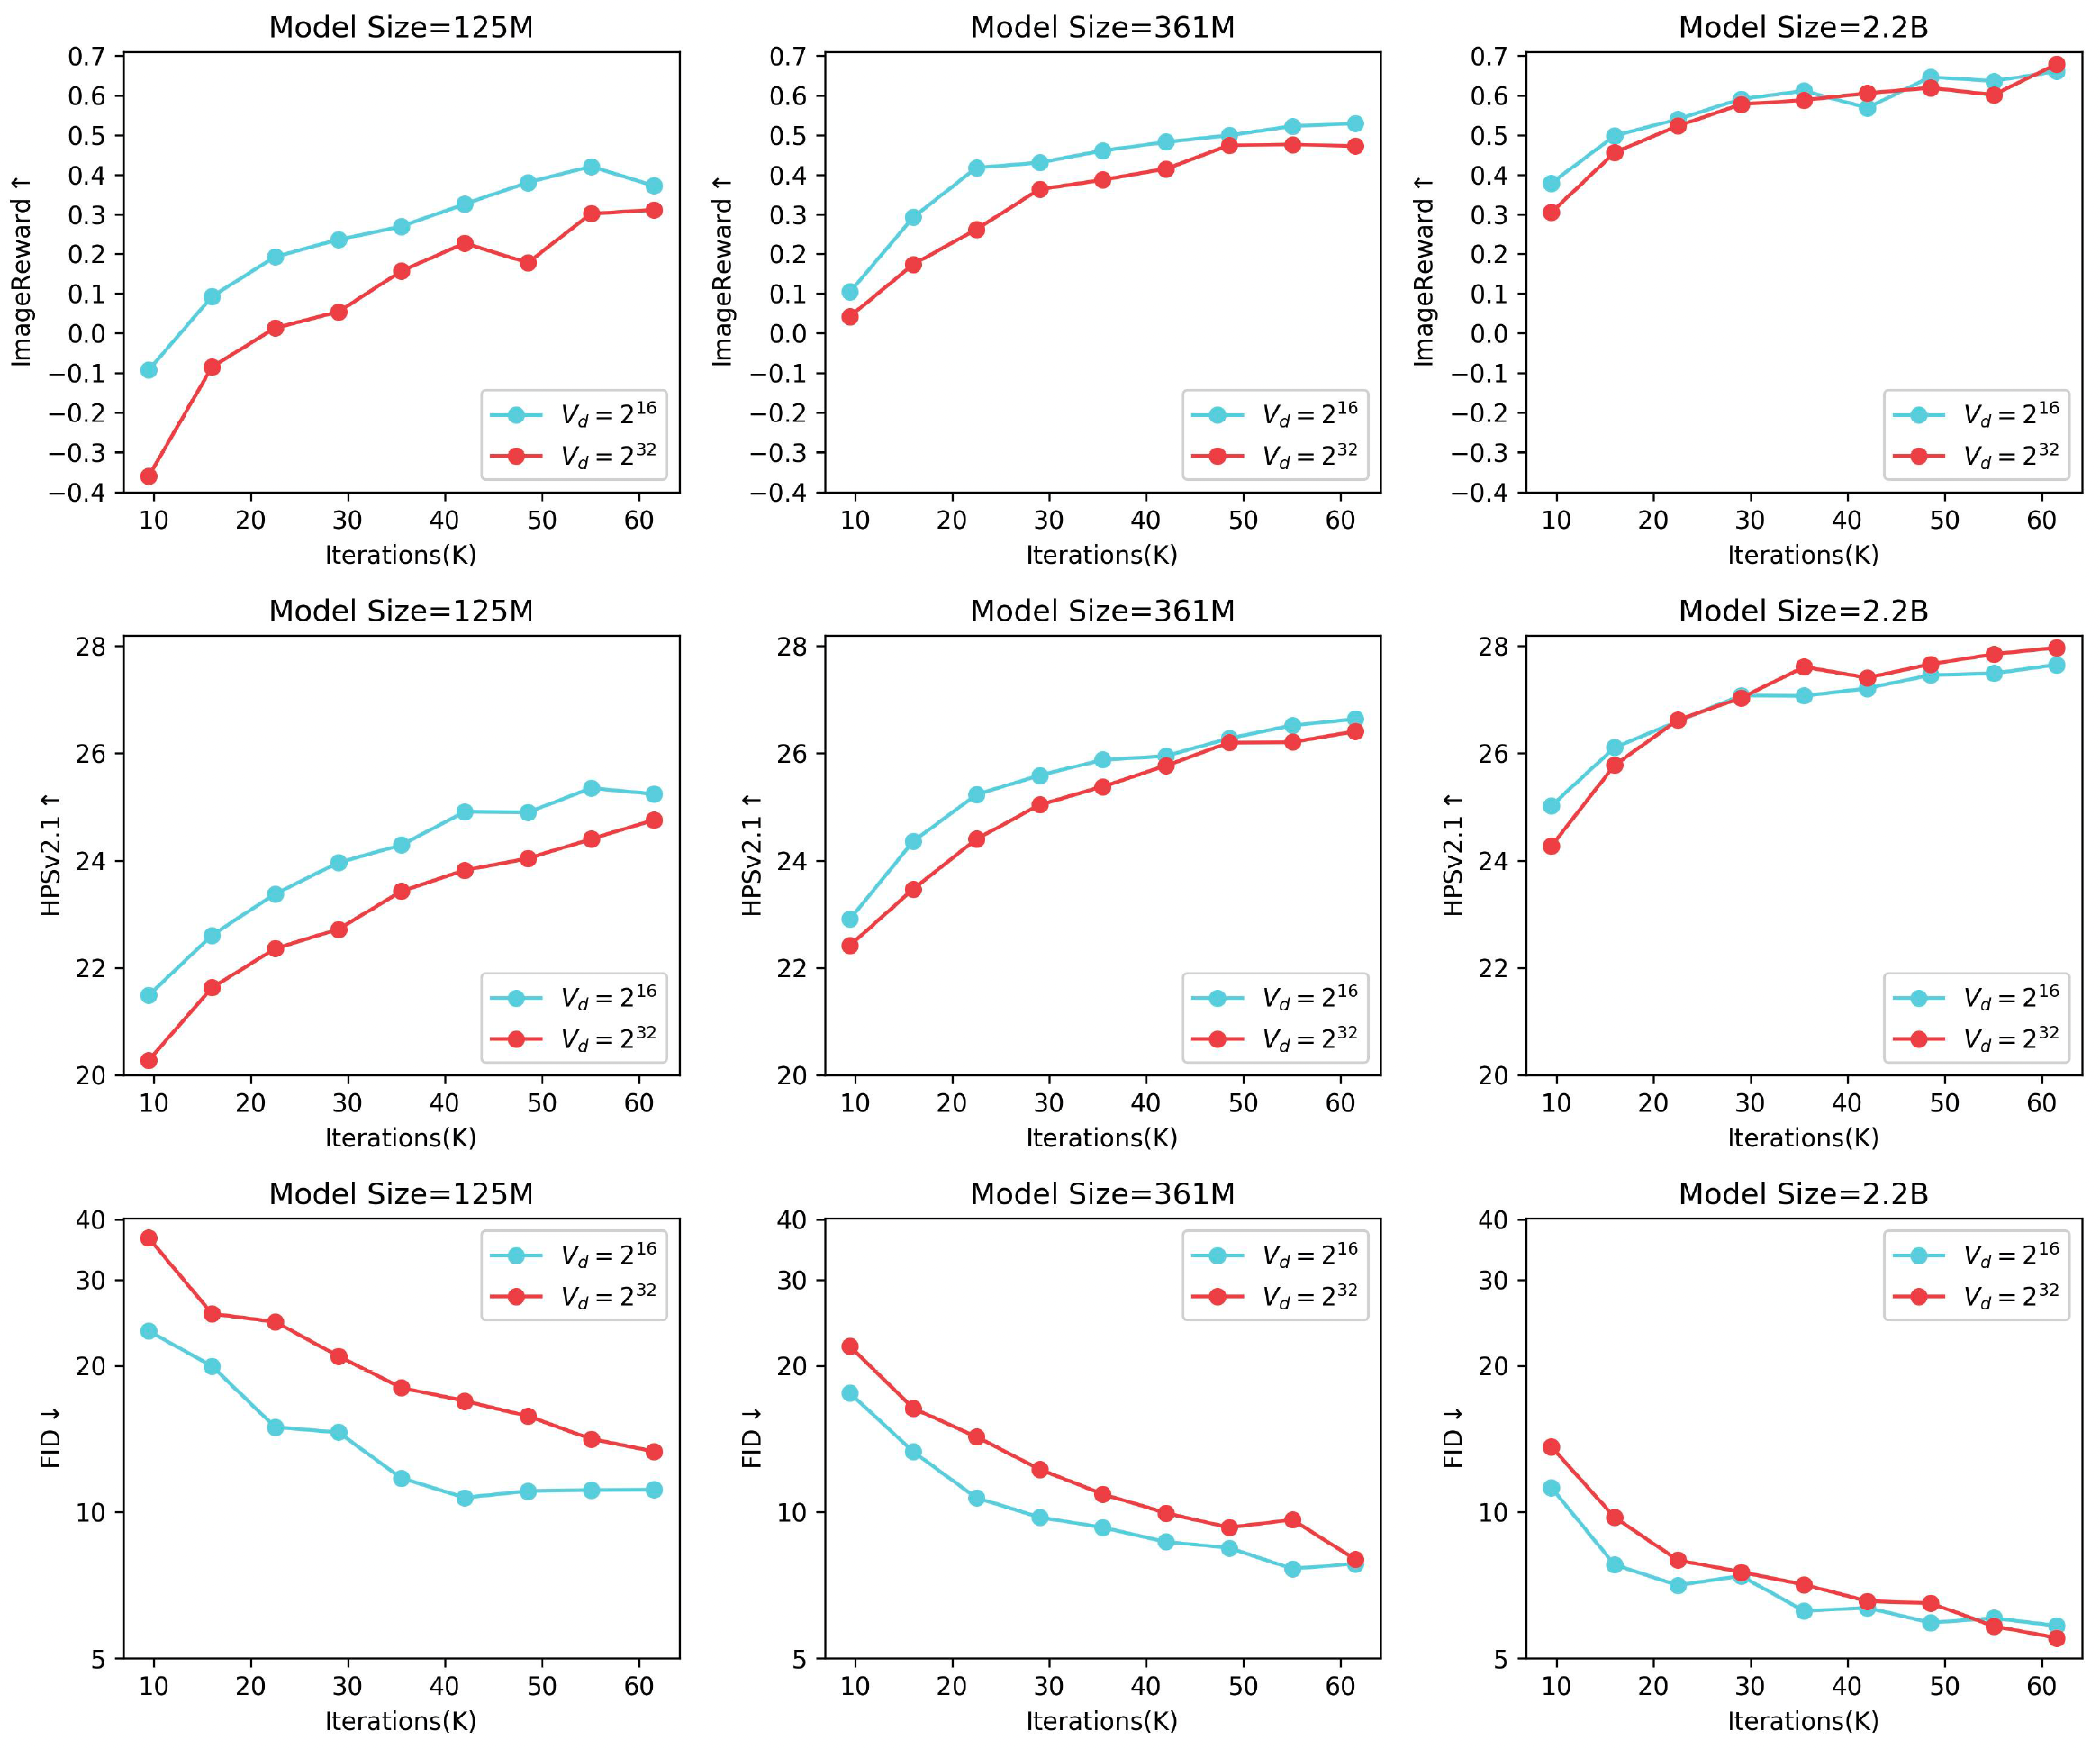 Model Size=125M
0.7
0.6
0.5
0.4
0.3
0.2
0.1
0.0
−0.1
−0.2
−0.3
−0.4
ImageReward ↑
V_d = 2^16
V_d = 2^32
10 20 30 40 50 60
Iterations(K)
Model Size=361M
0.7
0.6
0.5
0.4
0.3
0.2
0.1
0.0
−0.1
−0.2
−0.3
−0.4
ImageReward ↑
V_d = 2^16
V_d = 2^32
10 20 30 40 50 60
Iterations(K)
Model Size=2.2B
0.7
0.6
0.5
0.4
0.3
0.2
0.1
0.0
−0.1
−0.2
−0.3
−0.4
ImageReward ↑
V_d = 2^16
V_d = 2^32
10 20 30 40 50 60
Iterations(K)
Model Size=125M
28
26
24
22
20
HPSv2.1 ↑
V_d = 2^16
V_d = 2^32
10 20 30 40 50 60
Iterations(K)
Model Size=361M
28
26
24
22
20
HPSv2.1 ↑
V_d = 2^16
V_d = 2^32
10 20 30 40 50 60
Iterations(K)
Model Size=2.2B
28
26
24
22
20
HPSv2.1 ↑
V_d = 2^16
V_d = 2^32
10 20 30 40 50 60
Iterations(K)
Model Size=125M
40
30
20
10
5
FID ↓
V_d = 2^16
V_d = 2^32
10 20 30 40 50 60
Iterations(K)
Model Size=361M
40
30
20
10
5
FID ↓
V_d = 2^16
V_d = 2^32
10 20 30 40 50 60
Iterations(K)
Model Size=2.2B
40
30
20
10
5
FID ↓
V_d = 2^16
V_d = 2^32
10 20 30 40 50 60
Iterations(K)